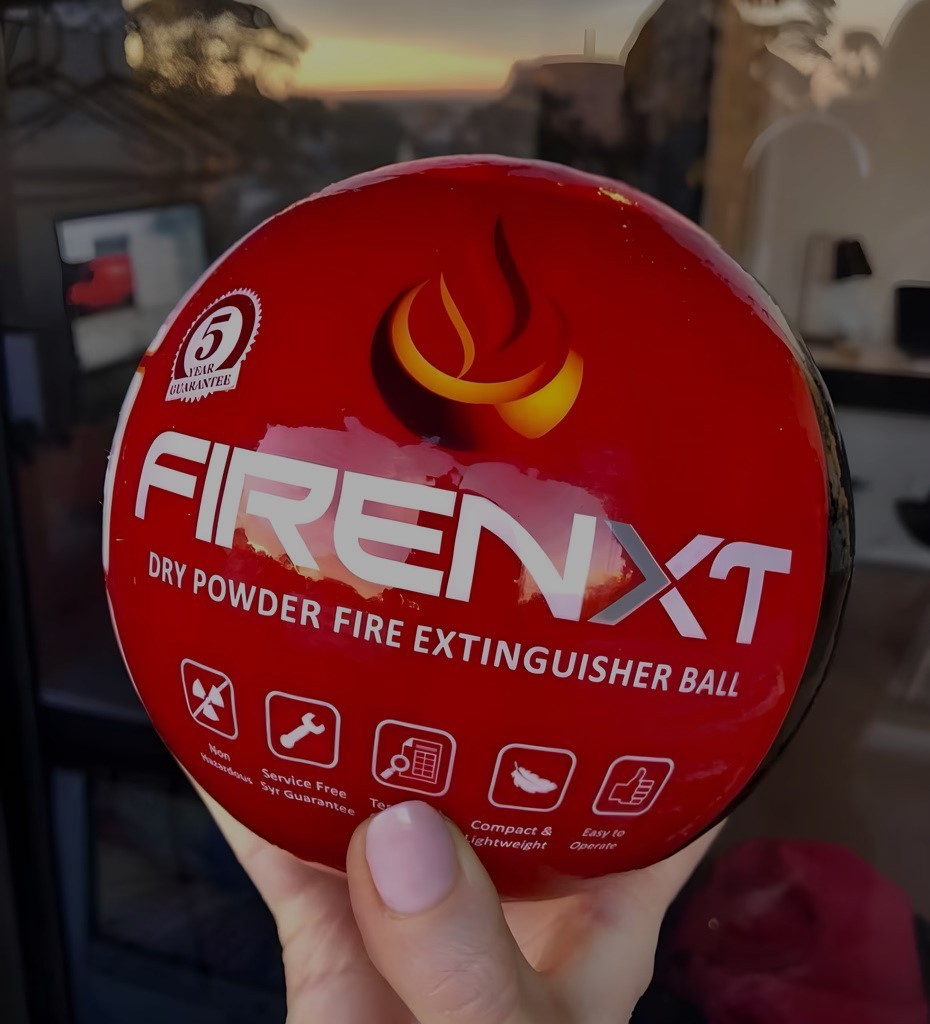 5
YEAR
GUARANTEE
FIRENXT
DRY POWDER FIRE EXTINGUISHER BALL
Non
Hazardous
Service Free
5yr Guarantee
Compact &
Lightweight
Easy to
Operate